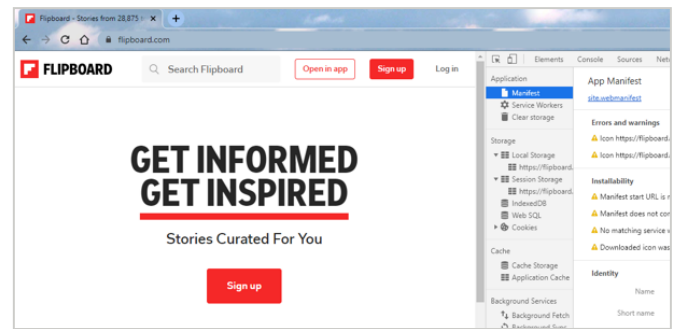 Flipboard - Stories from 28,875
flipboard.com
FLIPBOARD
Search Flipboard
Open in app
Sign up
Log in
GET INFORMED
GET INSPIRED
Stories Curated For You
Sign up
Elements Console Sources Net
Application
Manifest
Service Workers
Clear storage
Storage
Local Storage
https://flipboard.
Session Storage
https://flipboard.
IndexedDB
Web SQL
Cookies
Cache
Cache Storage
Application Cache
Background Services
Background Fetch
Background Sync
App Manifest
site.webmanifest
Errors and warnings
Icon https://flipboard.
Icon https://flipboard.
Installability
Manifest start URL is
Manifest does not
No matching service
Downloaded icon was
Identity
Name
Short name